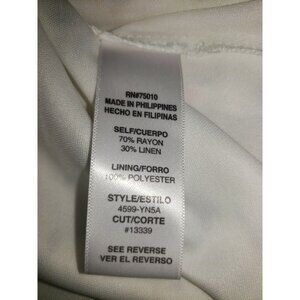 RN#75010
MADE IN PHILIPPINES
HECHO EN FILIPINAS
SELF/CUERPO
70% RAYON
30% LINEN
LINING/FORRO
100% POLYESTER
STYLE/ESTILO
4599-YN5A
CUT/CORTE
#13339
SEE REVERSE
VER EL REVERSO